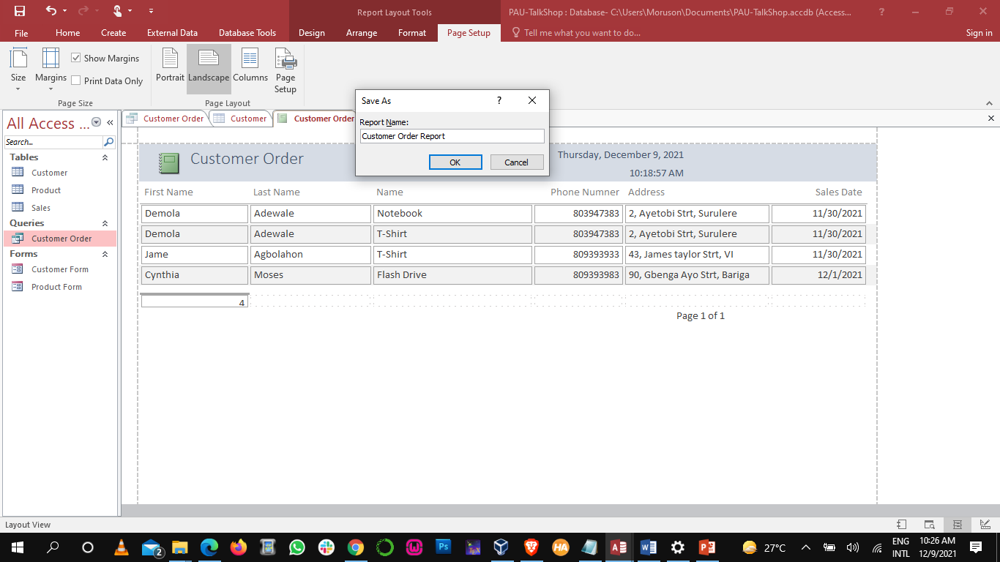 Report Layout Tools
PAU-TalkShop : Database- C:\Users\Moruson\Documents\PAU-TalkShop.accdb (Access...
?
File Home Create External Data Database Tools Design Arrange Format Page Setup Tell me what you want to do... Sign in
Size
Margins
Show Margins
Print Data Only
Page Size
Portrait
Landscape
Columns
Page Setup
Page Layout
All Access ...
Search...
Tables
Customer
Product
Sales
Queries
Customer Order
Forms
Customer Form
Product Form
Customer Order Customer Customer Order
Save As ?
Report Name:
Customer Order Report
OK Cancel
Customer Order
Thursday, December 9, 2021
10:18:57 AM
First Name Last Name Name Phone Numner Address Sales Date
Demola Adewale Notebook 803947383 2, Ayetobi Strt, Surulere 11/30/2021
Demola Adewale T-Shirt 803947383 2, Ayetobi Strt, Surulere 11/30/2021
Jame Agbolahon T-Shirt 809393933 43, James taylor Strt, VI 11/30/2021
Cynthia Moses Flash Drive 809393983 90, Gbenga Ayo Strt, Bariga 12/1/2021
4
Page 1 of 1
Layout View
2
Ps
HA
27°C
ENG
INTL
10:26 AM
12/9/2021